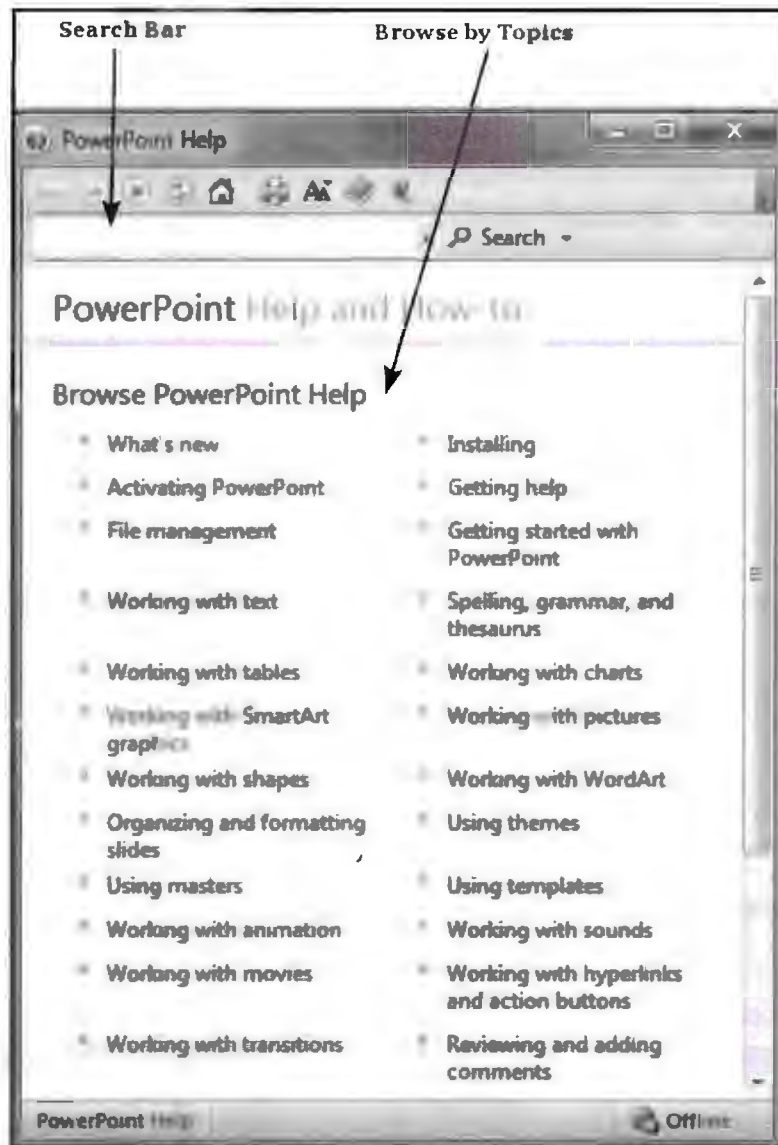 Search Bar
Browse by Topics
PowerPoint Help
Search
PowerPoint Help and How-to
Browse PowerPoint Help
What's new
Installing
Activating PowerPoint
Getting help
File management
Getting started with
PowerPoint
Working with text
Spelling, grammar, and
thesaurus
Working with tables
Working with charts
Working with SmartArt
graphics
Working with pictures
Working with shapes
Working with WordArt
Organizing and formatting
slides
Using themes
Using masters
Using templates
Working with animation
Working with sounds
Working with movies
Working with hyperlinks
and action buttons
Working with transitions
Reviewing and adding
comments
PowerPoint Help
Offline